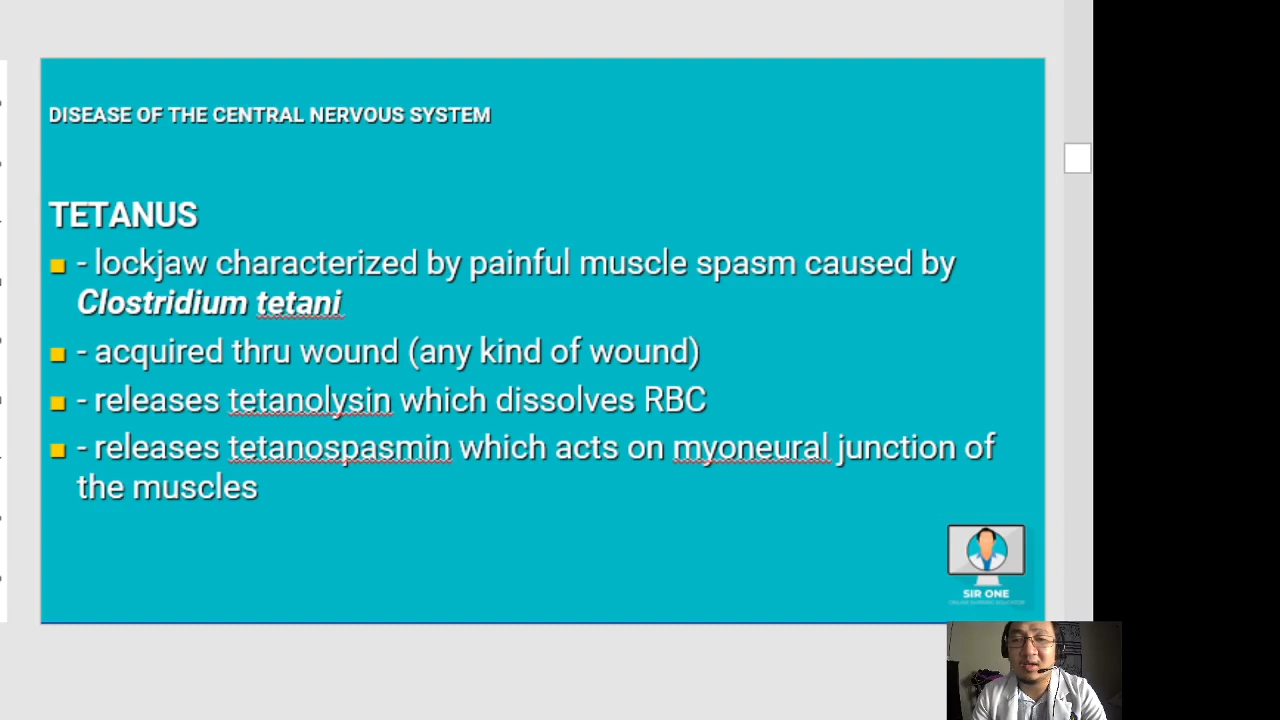 DISEASE OF THE CENTRAL NERVOUS SYSTEM
TETANUS
- lockjaw characterized by painful muscle spasm caused by
Clostridium tetani
- acquired thru wound (any kind of wound)
- releases tetanolysin which dissolves RBC
- releases tetanospasmin which acts on myoneural junction of
the muscles
SIR ONE